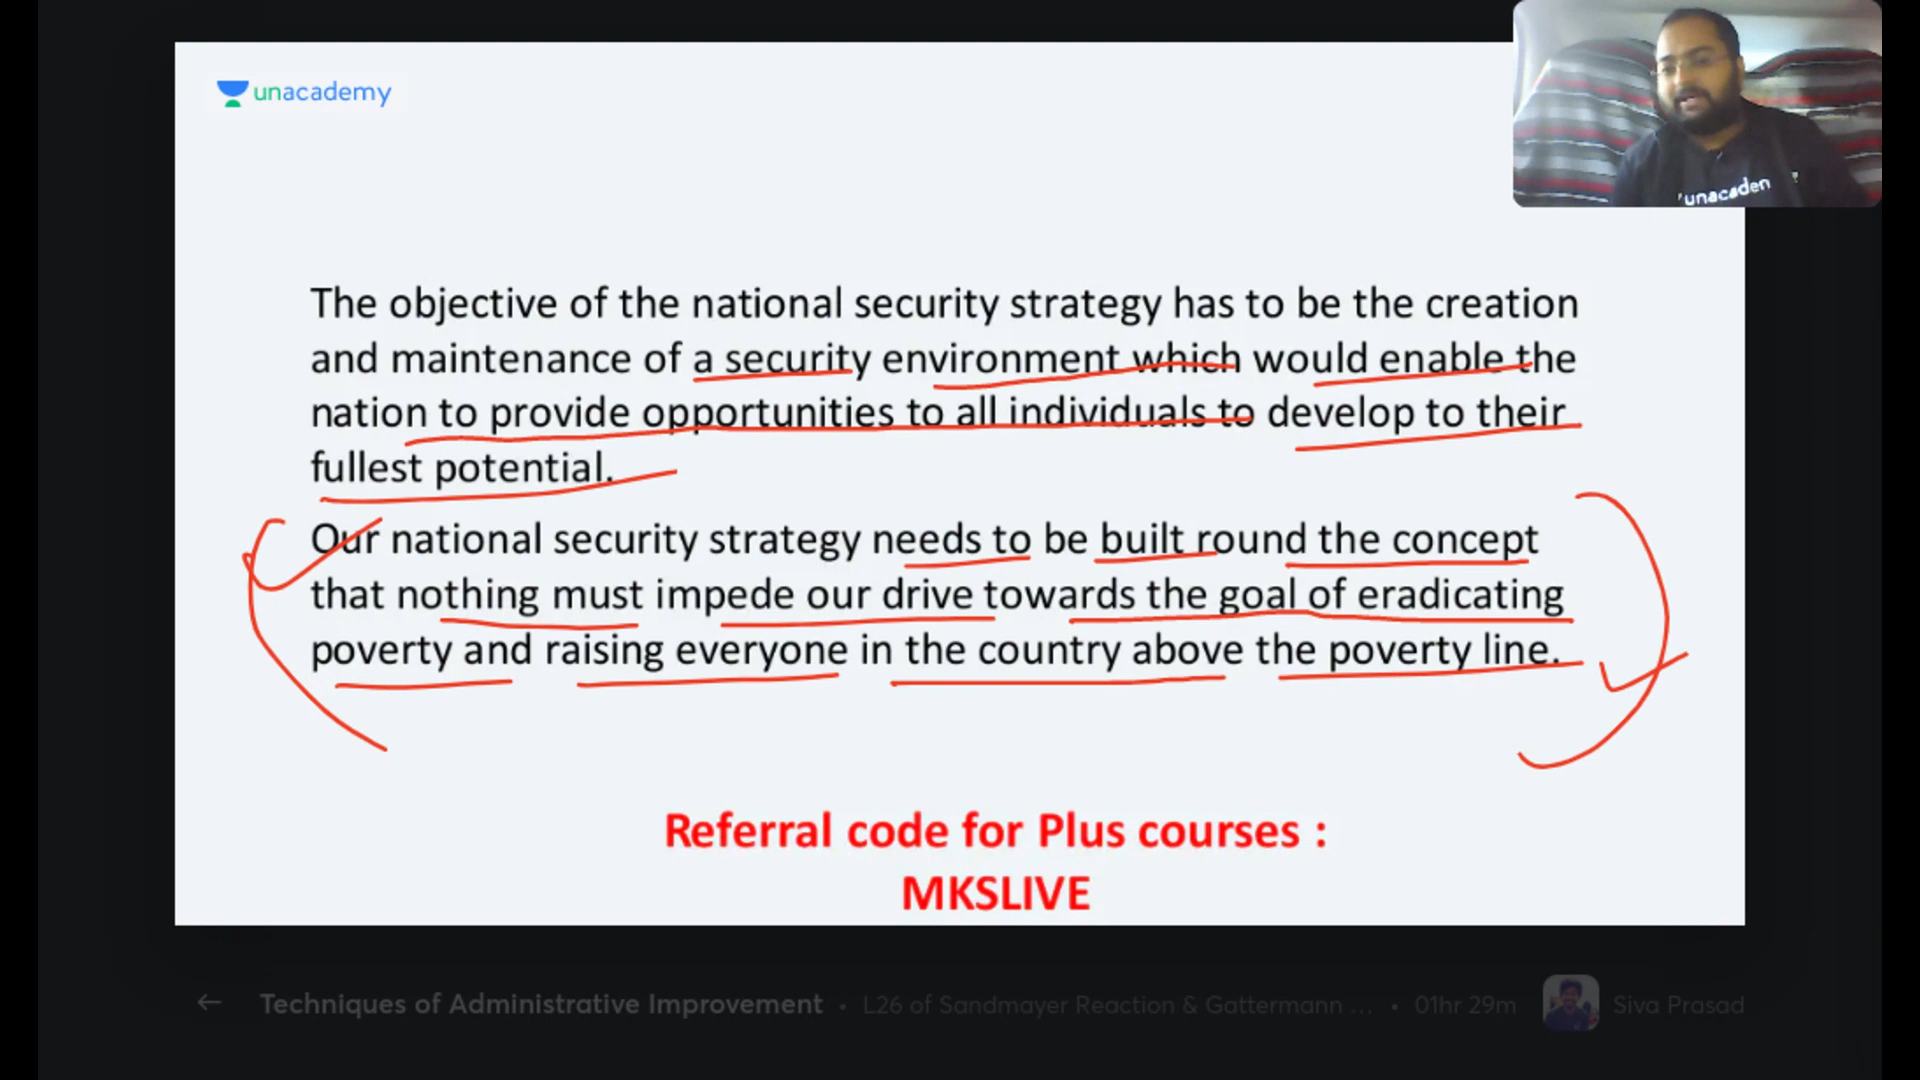 unacademy
unacaden
The objective of the national security strategy has to be the creation
and maintenance of a security environment which would enable the
nation to provide opportunities to all individuals to develop to their
fullest potential.
Our national security strategy needs to be built round the concept
that nothing must impede our drive towards the goal of eradicating
poverty and raising everyone in the country above the poverty line.
Referral code for Plus courses :
MKSLIVE
← Techniques of Administrative Improvement • L26 of Sandmayer Reaction & Gattermann ... • 01hr 29m Siva Prasad